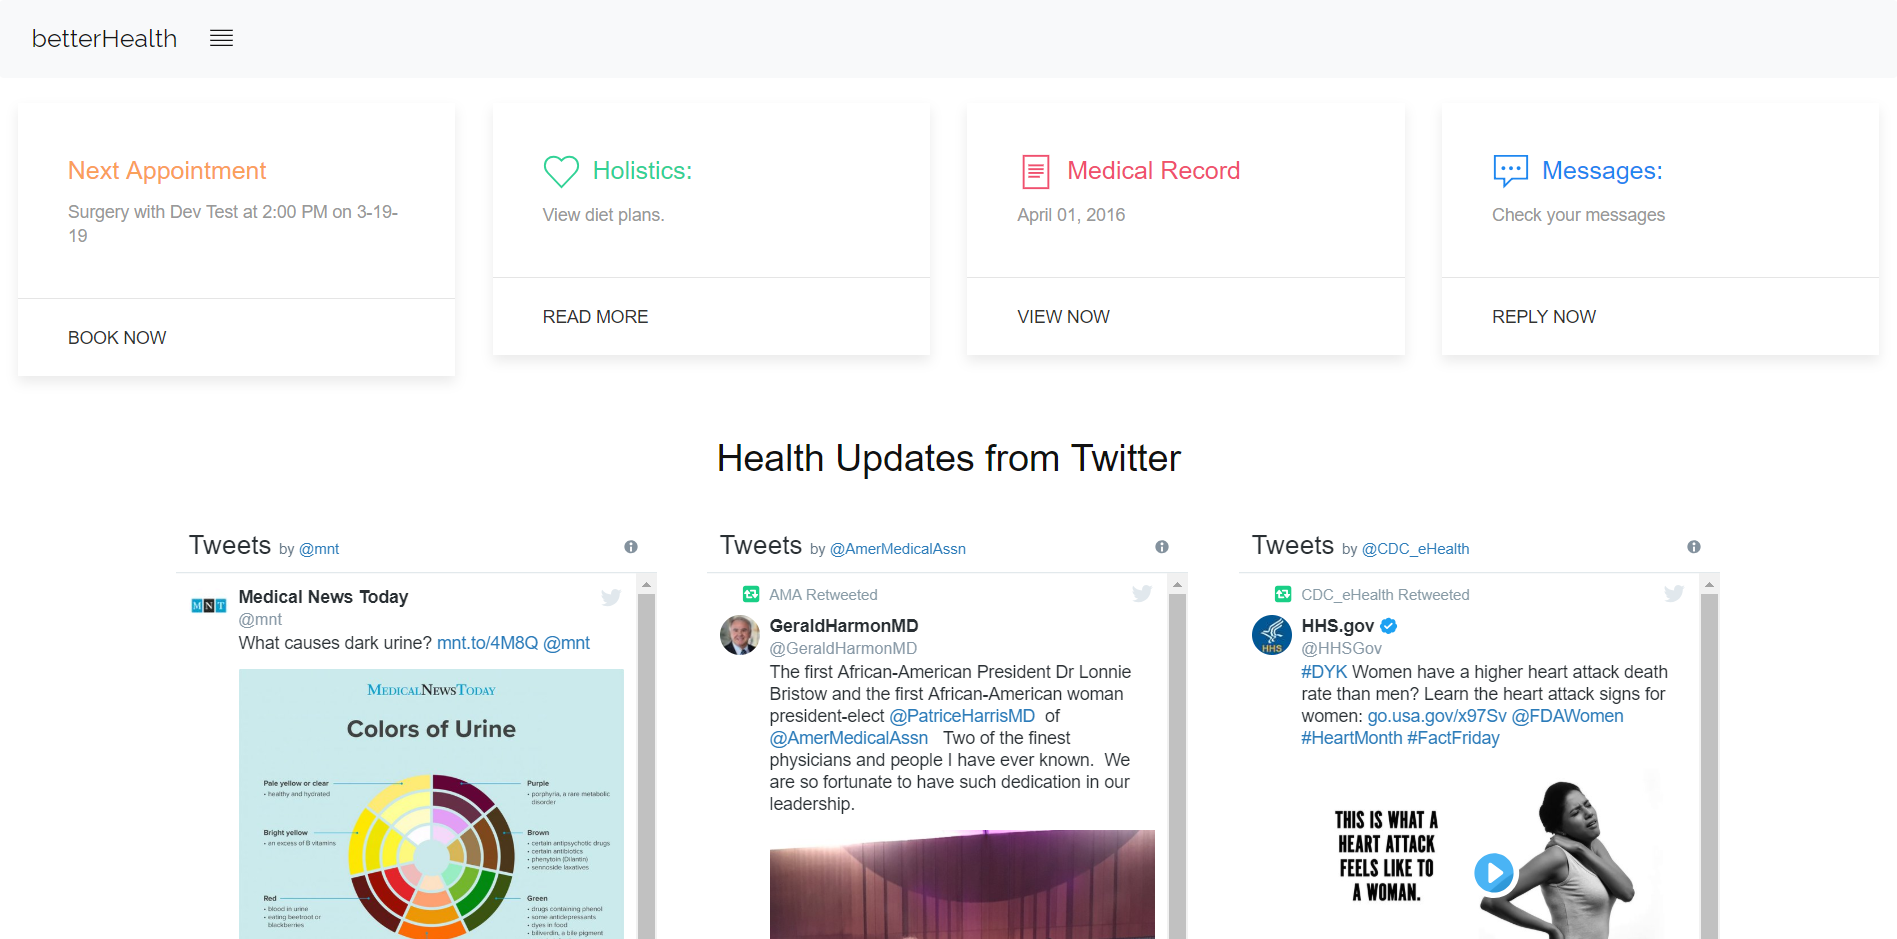 betterHealth
Next Appointment
Surgery with Dev Test at 2:00 PM on 3-19-
19
BOOK NOW
Holistics:
View diet plans.
READ MORE
Medical Record
April 01, 2016
VIEW NOW
Messages:
Check your messages
REPLY NOW
Health Updates from Twitter
Tweets by @mnt
MNT
Medical News Today
@mnt
What causes dark urine? mnt.to/4M8Q @mnt
MEDICALNEWSTODAY
Colors of Urine
Pale yellow or clear
• healthy and hydrated
Bright yellow
• an excess of B vitamins
Red
• blood in urine
• eating beetroot or
blackberries
Purple
• porphyria, a rare metabolic
disorder
Brown
• certain antipsychotic drugs
• certain antibiotics
• phenytoin (Dilantin)
• sennoside laxatives
Green
• drugs containing phenol
• some antidepressants
• dyes in food
• biliverdin, a bile pigment
Tweets by @AmerMedicalAssn
AMA Retweeted
GeraldHarmonMD
@GeraldHarmonMD
The first African-American President Dr Lonnie
Bristow and the first African-American woman
president-elect @PatriceHarrisMD of
@AmerMedicalAssn Two of the finest
physicians and people I have ever known. We
are so fortunate to have such dedication in our
leadership.
Tweets by @CDC_eHealth
CDC_eHealth Retweeted
HHS
HHS.gov
@HHSGov
#DYK Women have a higher heart attack death
rate than men? Learn the heart attack signs for
women: go.usa.gov/x97Sv @FDAWomen
#HeartMonth #FactFriday
THIS IS WHAT A
HEART ATTACK
FEELS LIKE TO
A WOMAN.